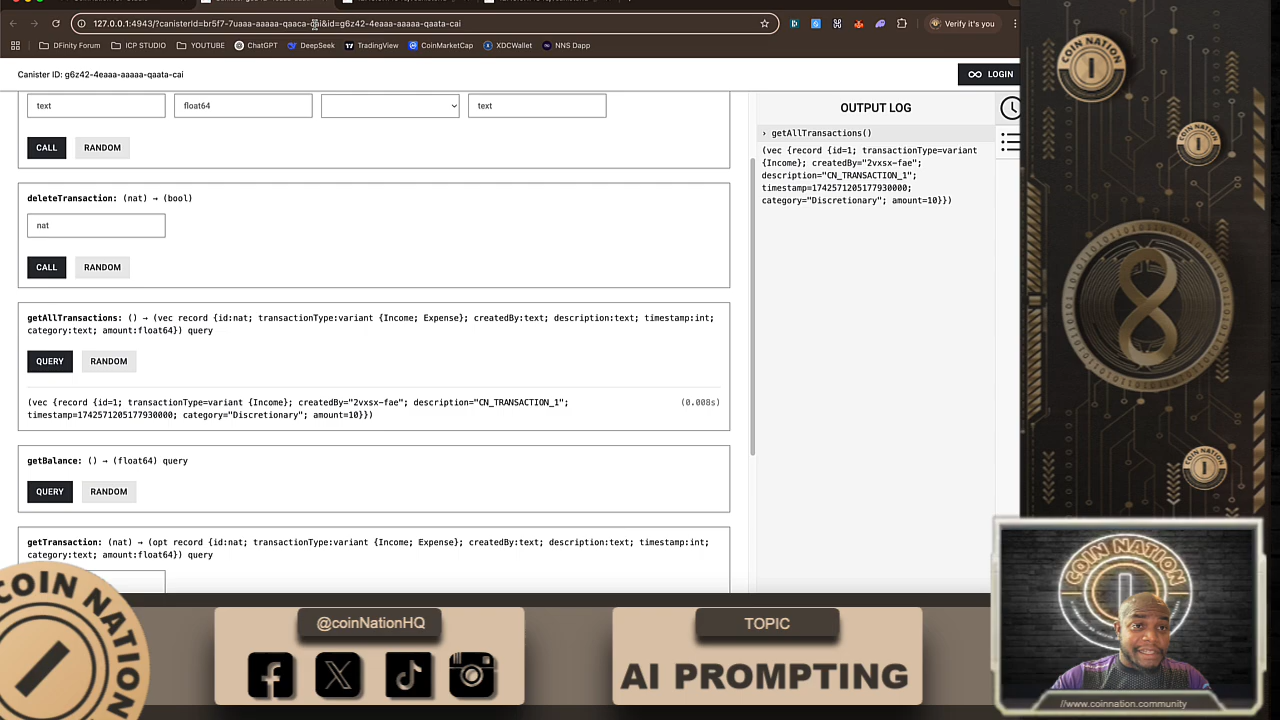 127.0.0.1:4943/?canisterId=br5f7-7uaaa-aaaaa-qaaca-cai&id=g6z42-4eaaa-aaaaa-qaata-cai
Verify it's you
DFinity Forum
ICP STUDIO
YOUTUBE
ChatGPT
DeepSeek
TradingView
CoinMarketCap
XDCWallet
NNS Dapp
Canister ID: g6z42-4eaaa-aaaaa-qaata-cai
LOGIN
text
float64
text
CALL
RANDOM
deleteTransaction: (nat) → (bool)
nat
CALL
RANDOM
getAllTransactions: () → (vec record {id:nat; transactionType:variant {Income; Expense}; createdBy:text; description:text; timestamp:int;
category:text; amount:float64}) query
QUERY
RANDOM
(vec {record {id=1; transactionType=variant {Income}; createdBy="2vxsx-fae"; description="CN_TRANSACTION_1";
timestamp=1742571205177930000; category="Discretionary"; amount=10}})
(0.008s)
getBalance: () → (float64) query
QUERY
RANDOM
getTransaction: (nat) → (opt record {id:nat; transactionType:variant {Income; Expense}; createdBy:text; description:text; timestamp:int;
category:text; amount:float64}) query
OUTPUT LOG
› getAllTransactions()
(vec {record {id=1; transactionType=variant
{Income}; createdBy="2vxsx-fae";
description="CN_TRANSACTION_1";
timestamp=1742571205177930000;
category="Discretionary"; amount=10}})
COIN NATION
COIN NATION
COIN NATION
COIN NATION
COIN NATION
@coinNationHQ
TOPIC
AI PROMPTING
//www.coinnation.community